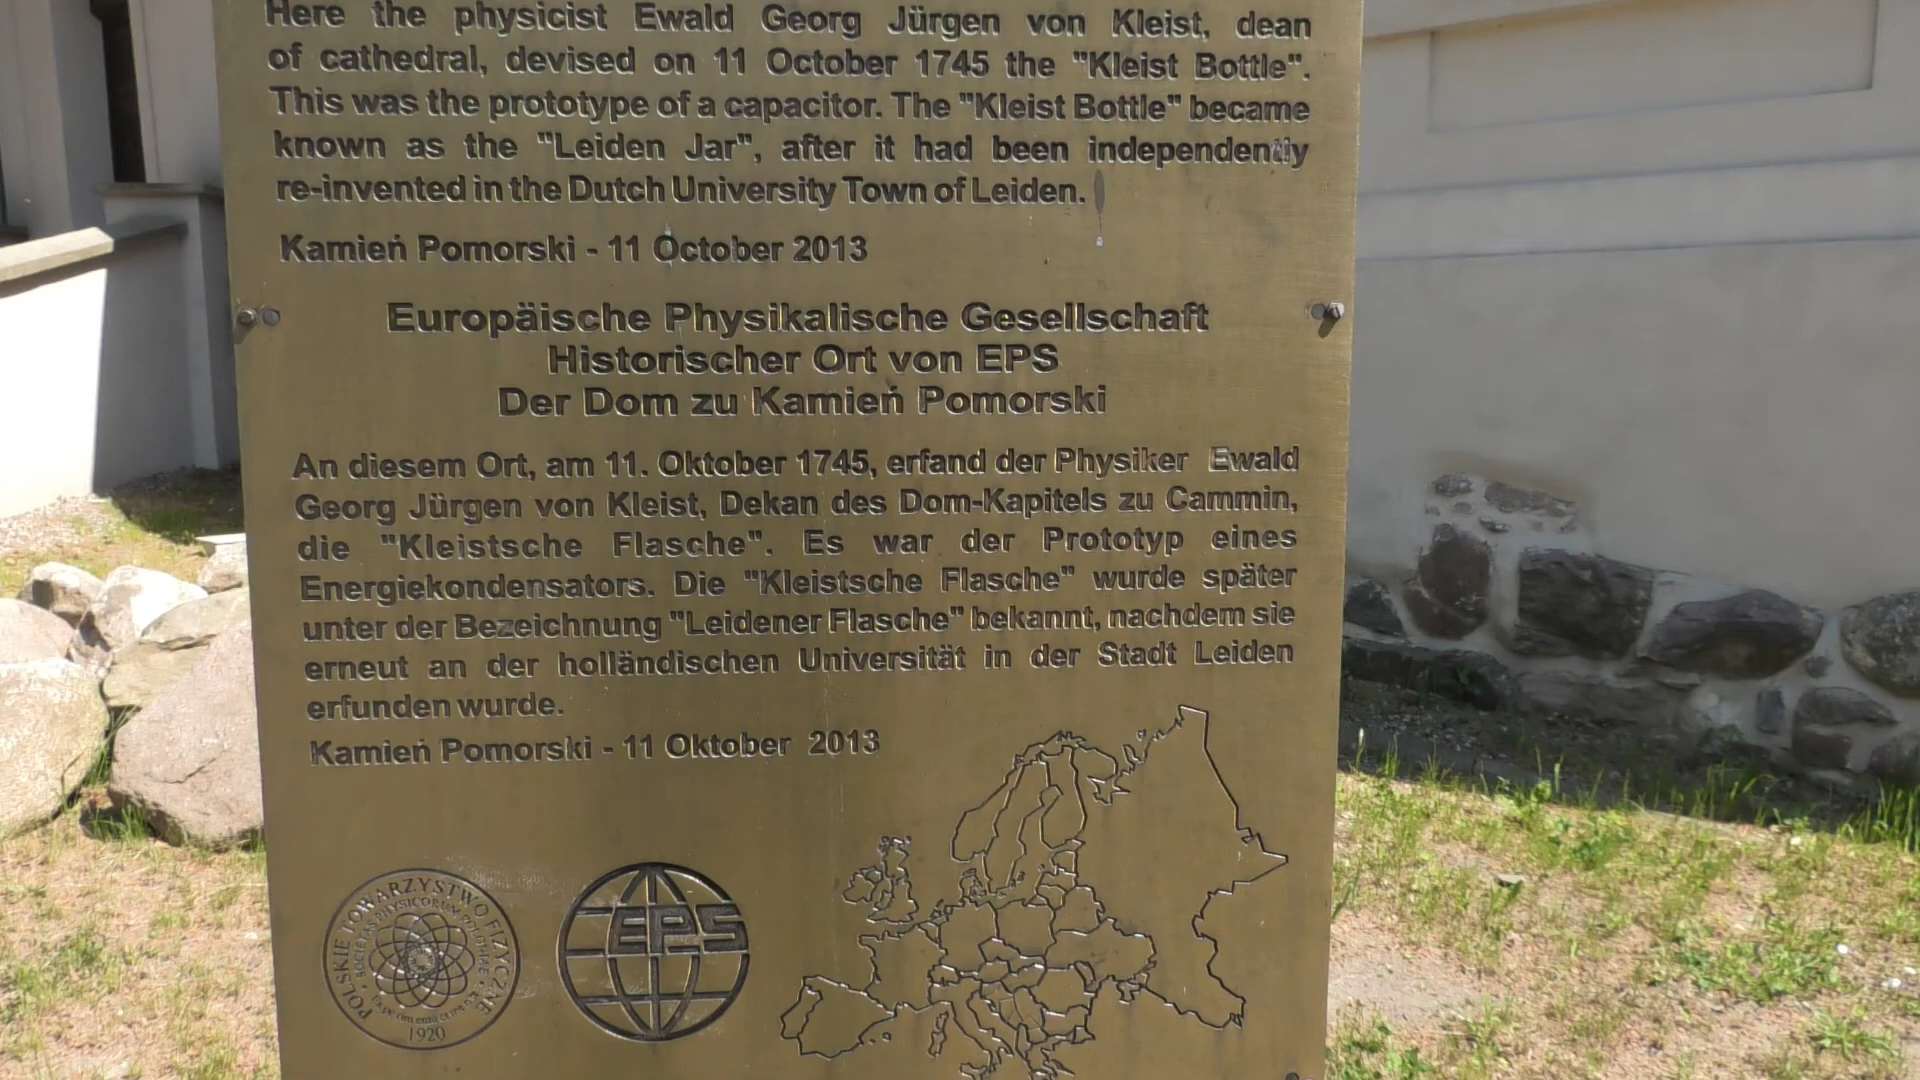 Here the physicist Ewald Georg Jürgen von Kleist, dean
of cathedral, devised on 11 October 1745 the "Kleist Bottle".
This was the prototype of a capacitor. The "Kleist Bottle" became
known as the "Leiden Jar", after it had been independently
re-invented in the Dutch University Town of Leiden.
Kamień Pomorski - 11 October 2013
Europäische Physikalische Gesellschaft
Historischer Ort von EPS
Der Dom zu Kamień Pomorski
An diesem Ort, am 11. Oktober 1745, erfand der Physiker Ewald
Georg Jürgen von Kleist, Dekan des Dom-Kapitels zu Cammin,
die "Kleistsche Flasche". Es war der Prototyp eines
Energiekondensators. Die "Kleistsche Flasche" wurde später
unter der Bezeichnung "Leidener Flasche" bekannt, nachdem sie
erneut an der holländischen Universität in der Stadt Leiden
erfunden wurde.
Kamień Pomorski - 11 Oktober 2013
POLSKIE TOWARZYSTWO FIZYCZNE
SOCIETAS PHYSICORUM POLONIAE
1920
EPS